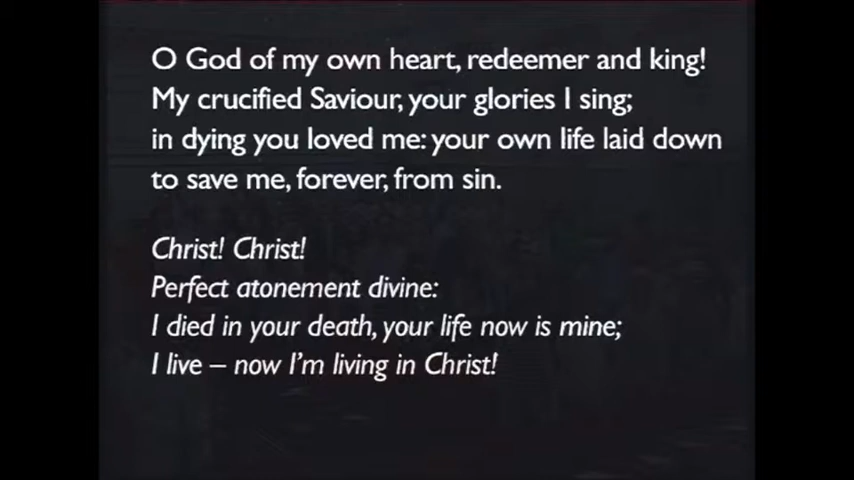 O God of my own heart, redeemer and king!
My crucified Saviour, your glories I sing;
in dying you loved me: your own life laid down
to save me, forever, from sin.
Christ! Christ!
Perfect atonement divine:
I died in your death, your life now is mine;
I live – now I'm living in Christ!